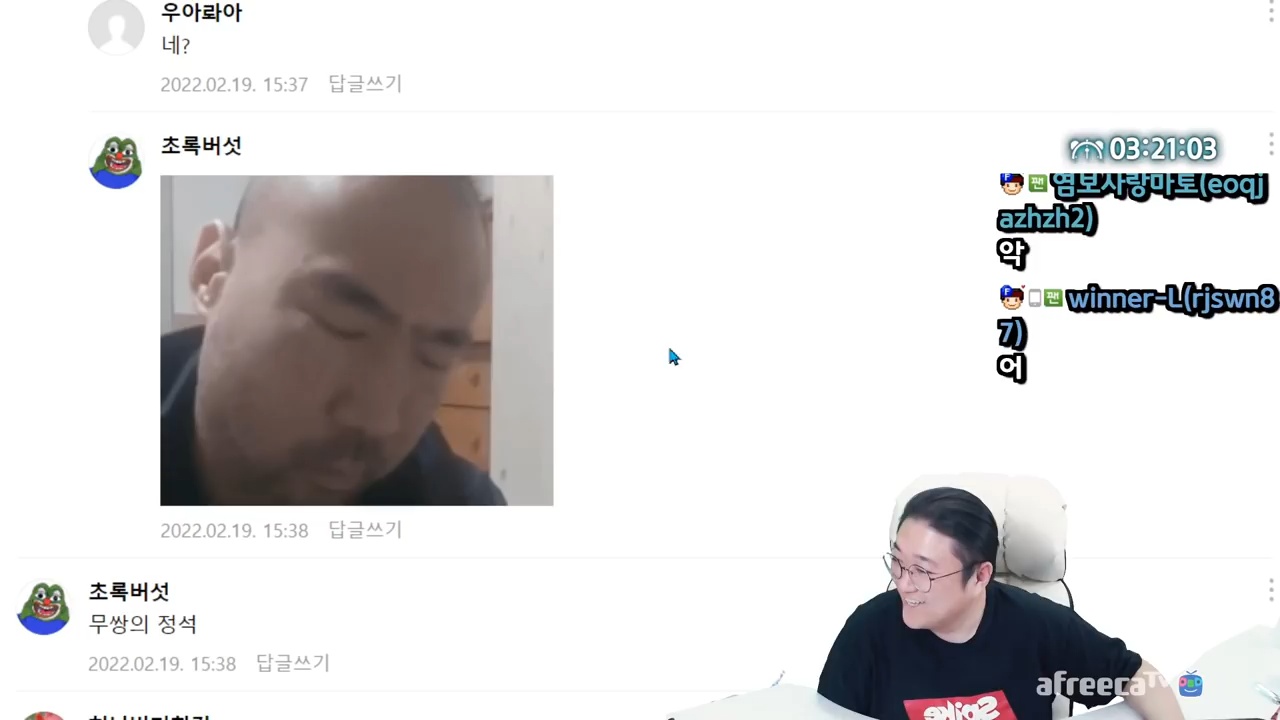 우아롸아
네?
2022.02.19. 15:37 답글쓰기
초록버섯
03:21:03
팬 염보사랑마토(eoqj
azhzh2)
악
팬 winner-L(rjswn8
7)
어
2022.02.19. 15:38 답글쓰기
초록버섯
무쌍의 정석
2022.02.19. 15:38 답글쓰기
afreecaTV